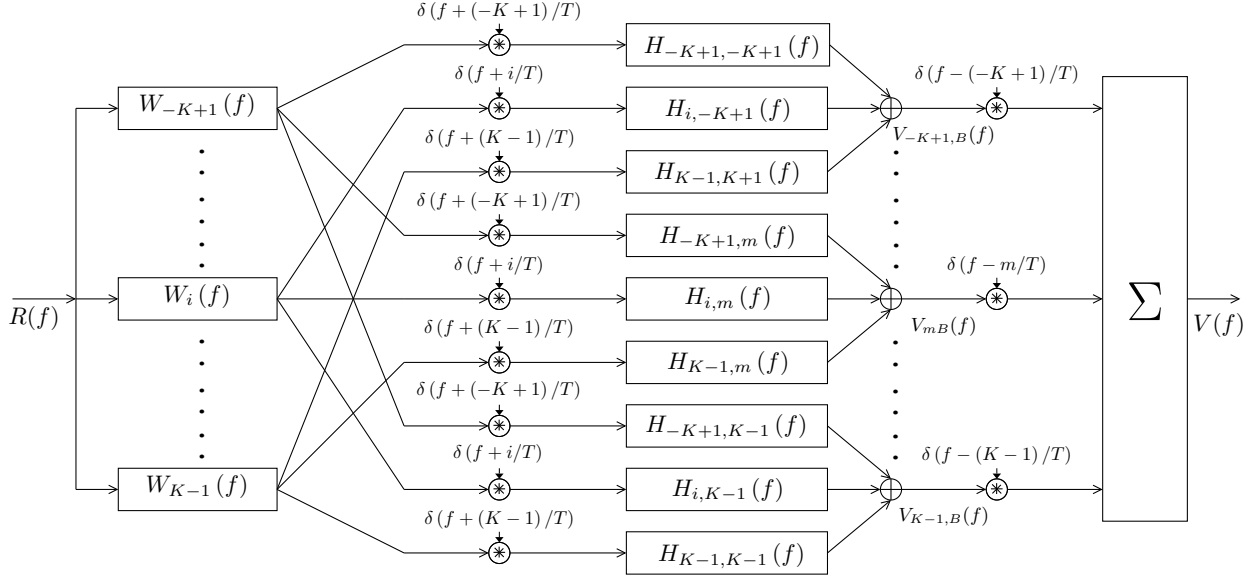 δ(f+(−K+1)/T)
H_{−K+1,−K+1}(f)
δ(f+i/T)
δ(f−(−K+1)/T)
W_{−K+1}(f)
H_{i,−K+1}(f)
V_{−K+1,B}(f)
δ(f+(K−1)/T)
H_{K−1,K+1}(f)
δ(f+(−K+1)/T)
H_{−K+1,m}(f)
δ(f+i/T)
δ(f−m/T)
R(f)
W_i(f)
H_{i,m}(f)
V_{mB}(f)
∑
V(f)
δ(f+(K−1)/T)
H_{K−1,m}(f)
δ(f+(−K+1)/T)
H_{−K+1,K−1}(f)
δ(f+i/T)
δ(f−(K−1)/T)
W_{K−1}(f)
H_{i,K−1}(f)
V_{K−1,B}(f)
δ(f+(K−1)/T)
H_{K−1,K−1}(f)